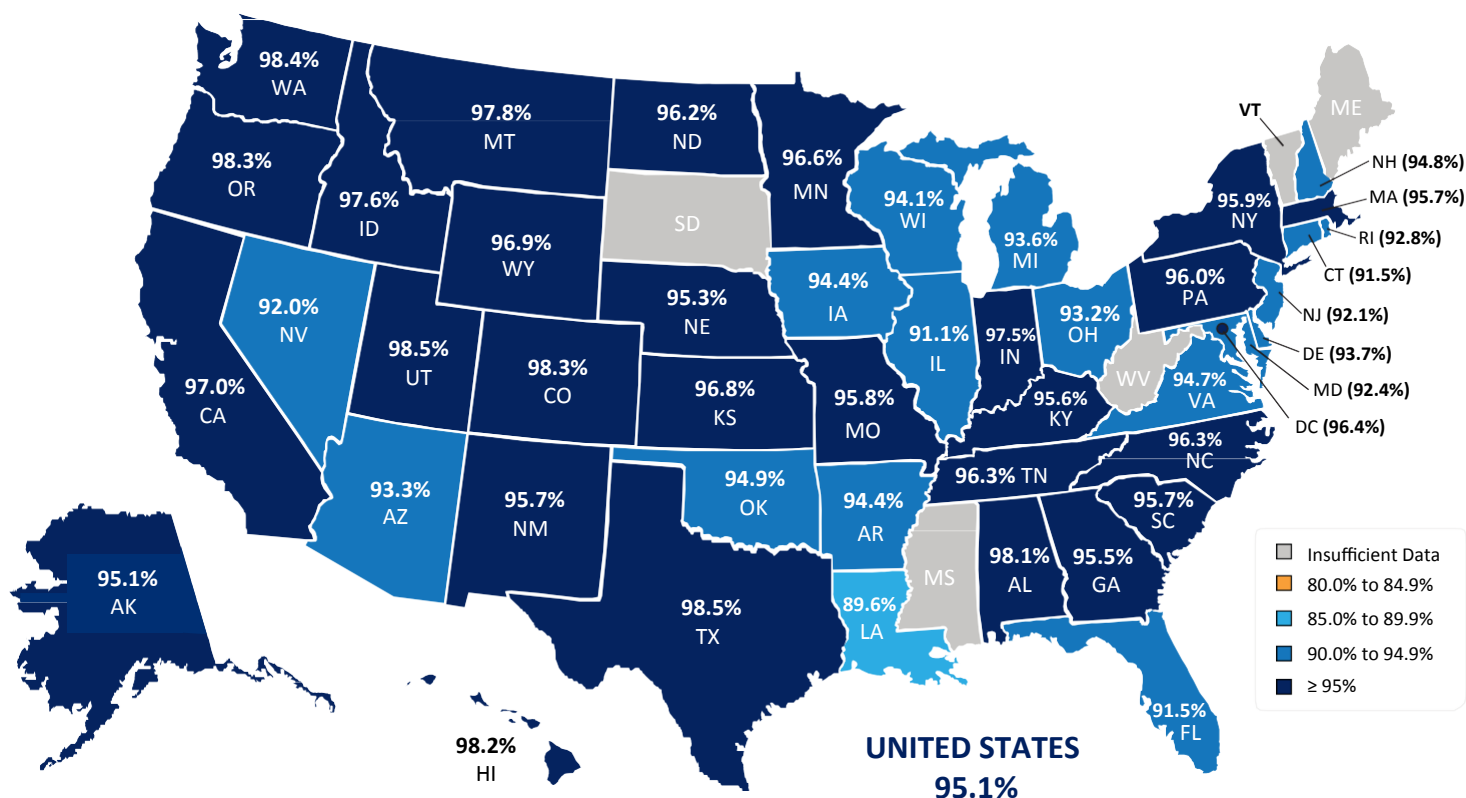 98.4%
WA
98.3%
OR
97.6%
ID
97.8%
MT
96.2%
ND
96.6%
MN
94.1%
WI
93.6%
MI
95.9%
NY
VT
ME
NH (94.8%)
MA (95.7%)
RI (92.8%)
CT (91.5%)
NJ (92.1%)
DE (93.7%)
MD (92.4%)
DC (96.4%)
SD
96.9%
WY
97.0%
CA
92.0%
NV
98.5%
UT
98.3%
CO
95.3%
NE
94.4%
IA
91.1%
IL
97.5%
IN
93.2%
OH
96.0%
PA
WV
94.7%
VA
96.8%
KS
95.8%
MO
95.6%
KY
96.3%
NC
96.3% TN
95.7%
SC
93.3%
AZ
95.7%
NM
94.9%
OK
94.4%
AR
MS
98.1%
AL
95.5%
GA
98.5%
TX
89.6%
LA
91.5%
FL
95.1%
AK
98.2%
HI
UNITED STATES
95.1%
Insufficient Data
80.0% to 84.9%
85.0% to 89.9%
90.0% to 94.9%
≥ 95%